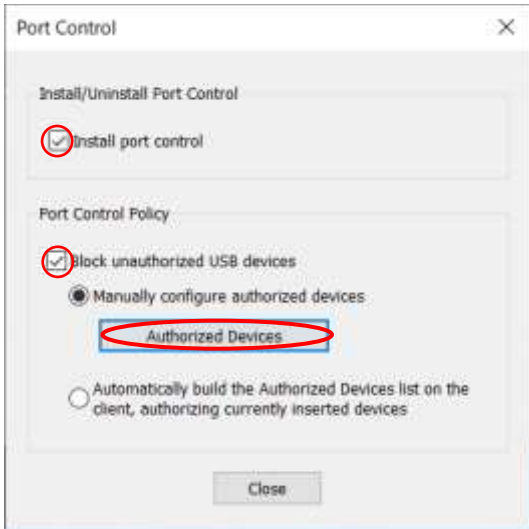 Port Control
Install/Uninstall Port Control
Install port control
Port Control Policy
Block unauthorized USB devices
Manually configure authorized devices
Authorized Devices
Automatically build the Authorized Devices list on the
client, authorizing currently inserted devices
Close